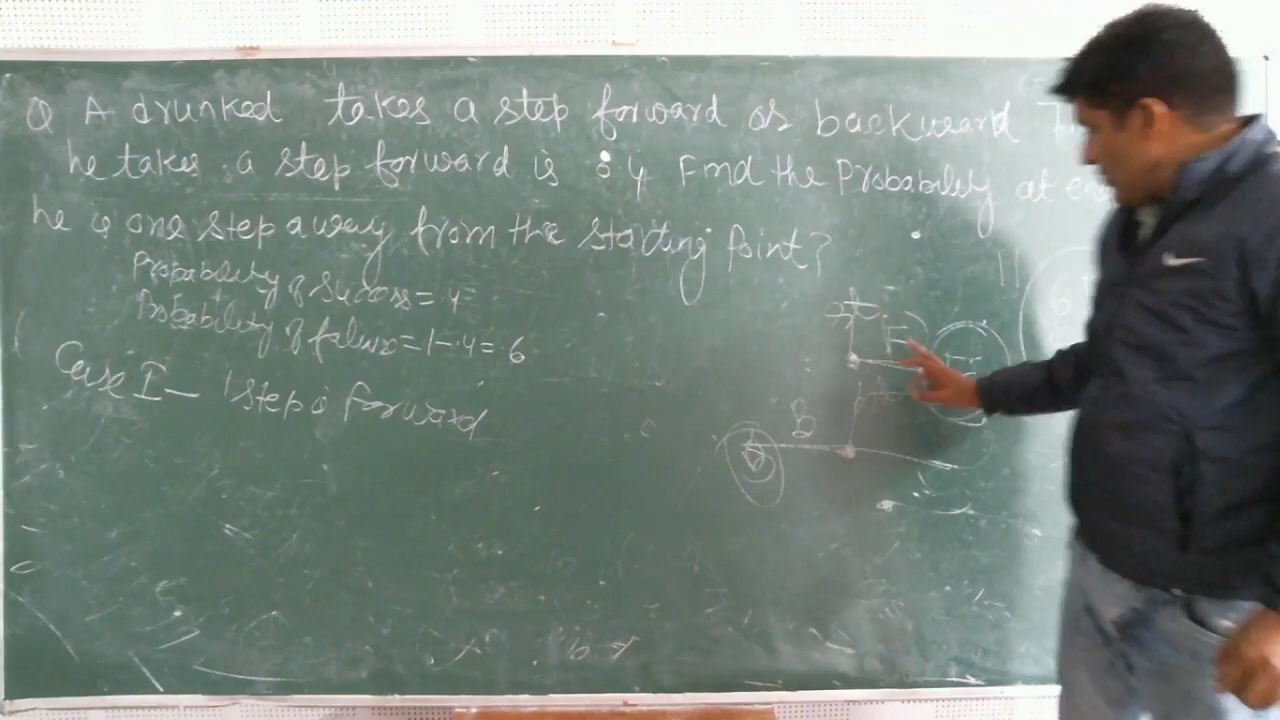 Q A drunked takes a step forward or backward
he takes a step forward is .4 Find the Probability at
he is one step away from the starting Point?
Probability of Success = .4
Probability of failure = 1-.4 = .6
Case I - 1 step is forward
F
B
11
6